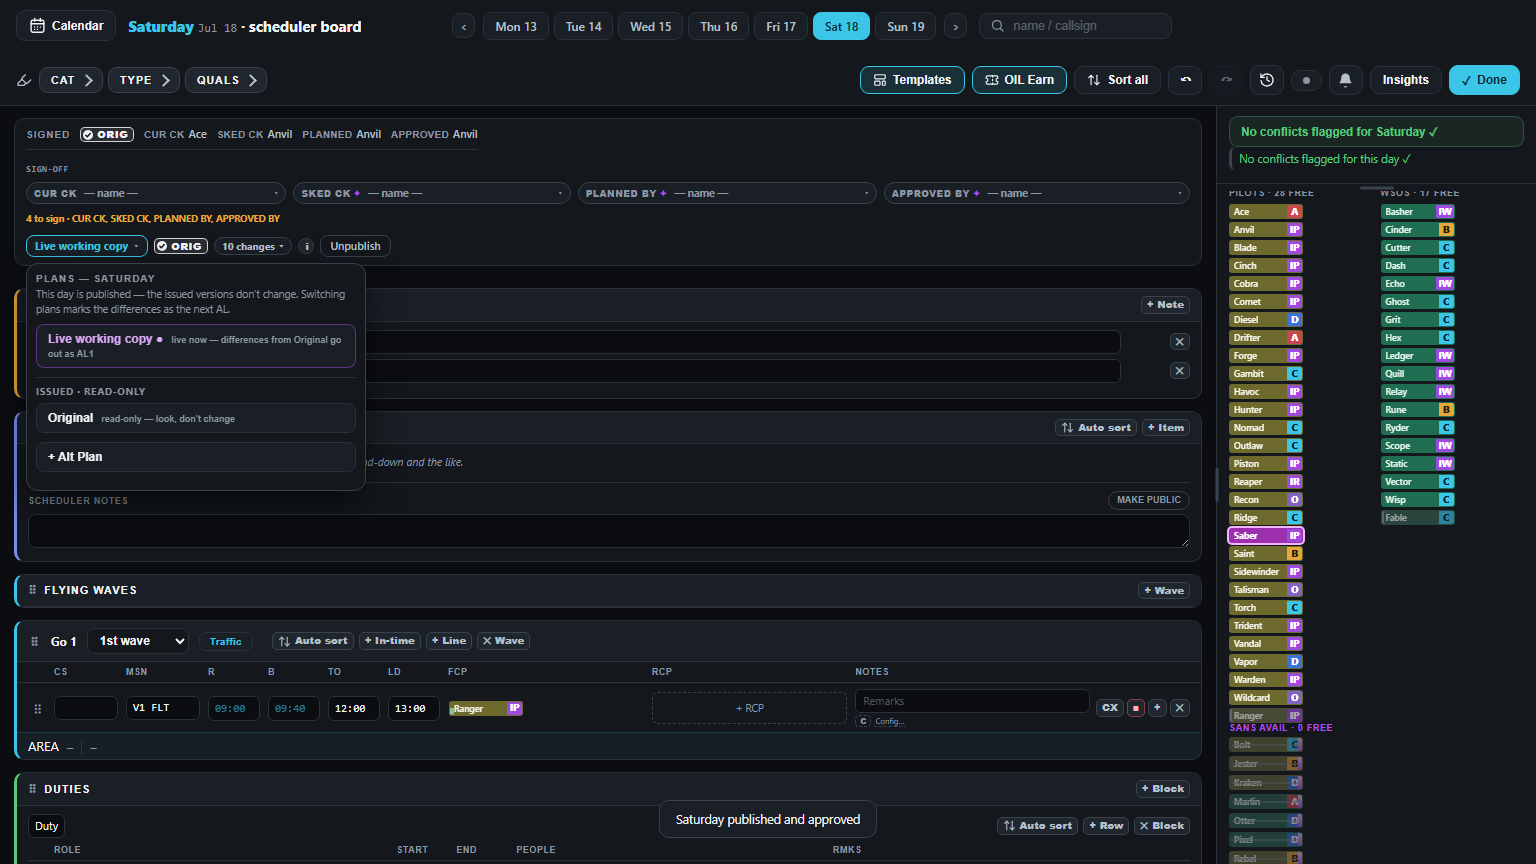 Calendar
Saturday Jul 18 · scheduler board
Mon 13
Tue 14
Wed 15
Thu 16
Fri 17
Sat 18
Sun 19
name / callsign
CAT
TYPE
QUALS
Templates
OIL Earn
Sort all
Insights
✓ Done
SIGNED ORIG CUR CK Ace SKED CK Anvil PLANNED Anvil APPROVED Anvil
SIGN-OFF
CUR CK — name —
SKED CK ✦ — name —
PLANNED BY ✦ — name —
APPROVED BY ✦ — name —
4 to sign · CUR CK, SKED CK, PLANNED BY, APPROVED BY
Live working copy
ORIG
10 changes
i
Unpublish
PLANS — SATURDAY
This day is published — the issued versions don't change. Switching
plans marks the differences as the next AL.
Live working copy ● live now — differences from Original go
out as AL1
ISSUED · READ-ONLY
Original read-only — look, don't change
+ Alt Plan
+ Note
Auto sort
+ Item
d-down and the like.
SCHEDULER NOTES
MAKE PUBLIC
FLYING WAVES
+ Wave
Go 1
1st wave
Traffic
Auto sort
+ In-time
+ Line
✕ Wave
CS MSN R B TO LD FCP RCP NOTES
V1 FLT
09:00
09:40
12:00
13:00
Ranger IP
+ RCP
Remarks
C Config...
CX
AREA – –
DUTIES
+ Block
Duty
Auto sort
+ Row
✕ Block
ROLE START END PEOPLE RMKS
Saturday published and approved
No conflicts flagged for Saturday ✓
No conflicts flagged for this day ✓
PILOTS · 28 FREE
Ace A
Anvil IP
Blade IP
Cinch IP
Cobra IP
Comet IP
Diesel D
Drifter A
Forge IP
Gambit C
Havoc IP
Hunter IP
Nomad C
Outlaw C
Piston IP
Reaper IR
Recon O
Ridge C
Saber IP
Saint B
Sidewinder IP
Talisman O
Torch C
Trident IP
Vandal IP
Vapor D
Warden IP
Wildcard O
Ranger IP
WSOS · 17 FREE
Basher IW
Cinder B
Cutter C
Dash C
Echo IW
Ghost C
Grit C
Hex C
Ledger IW
Quill IW
Relay IW
Rune B
Ryder C
Scope IW
Static IW
Vector C
Wisp C
Fable C
SANS AVAIL · 0 FREE
Bolt C
Jester B
Kraken D
Marlin A
Otter D
Pixel D
Rebel B